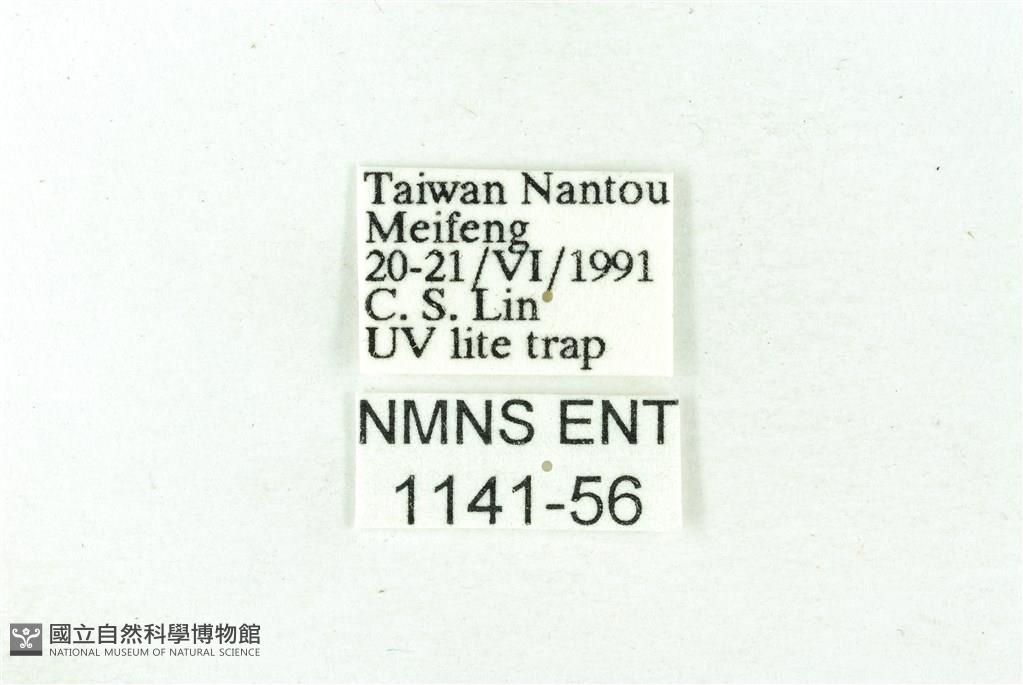 Taiwan Nantou
Meifeng
20-21/VI/1991
C. S. Lin
UV lite trap
NMNS ENT
1141-56
國立自然科學博物館
NATIONAL MUSEUM OF NATURAL SCIENCE